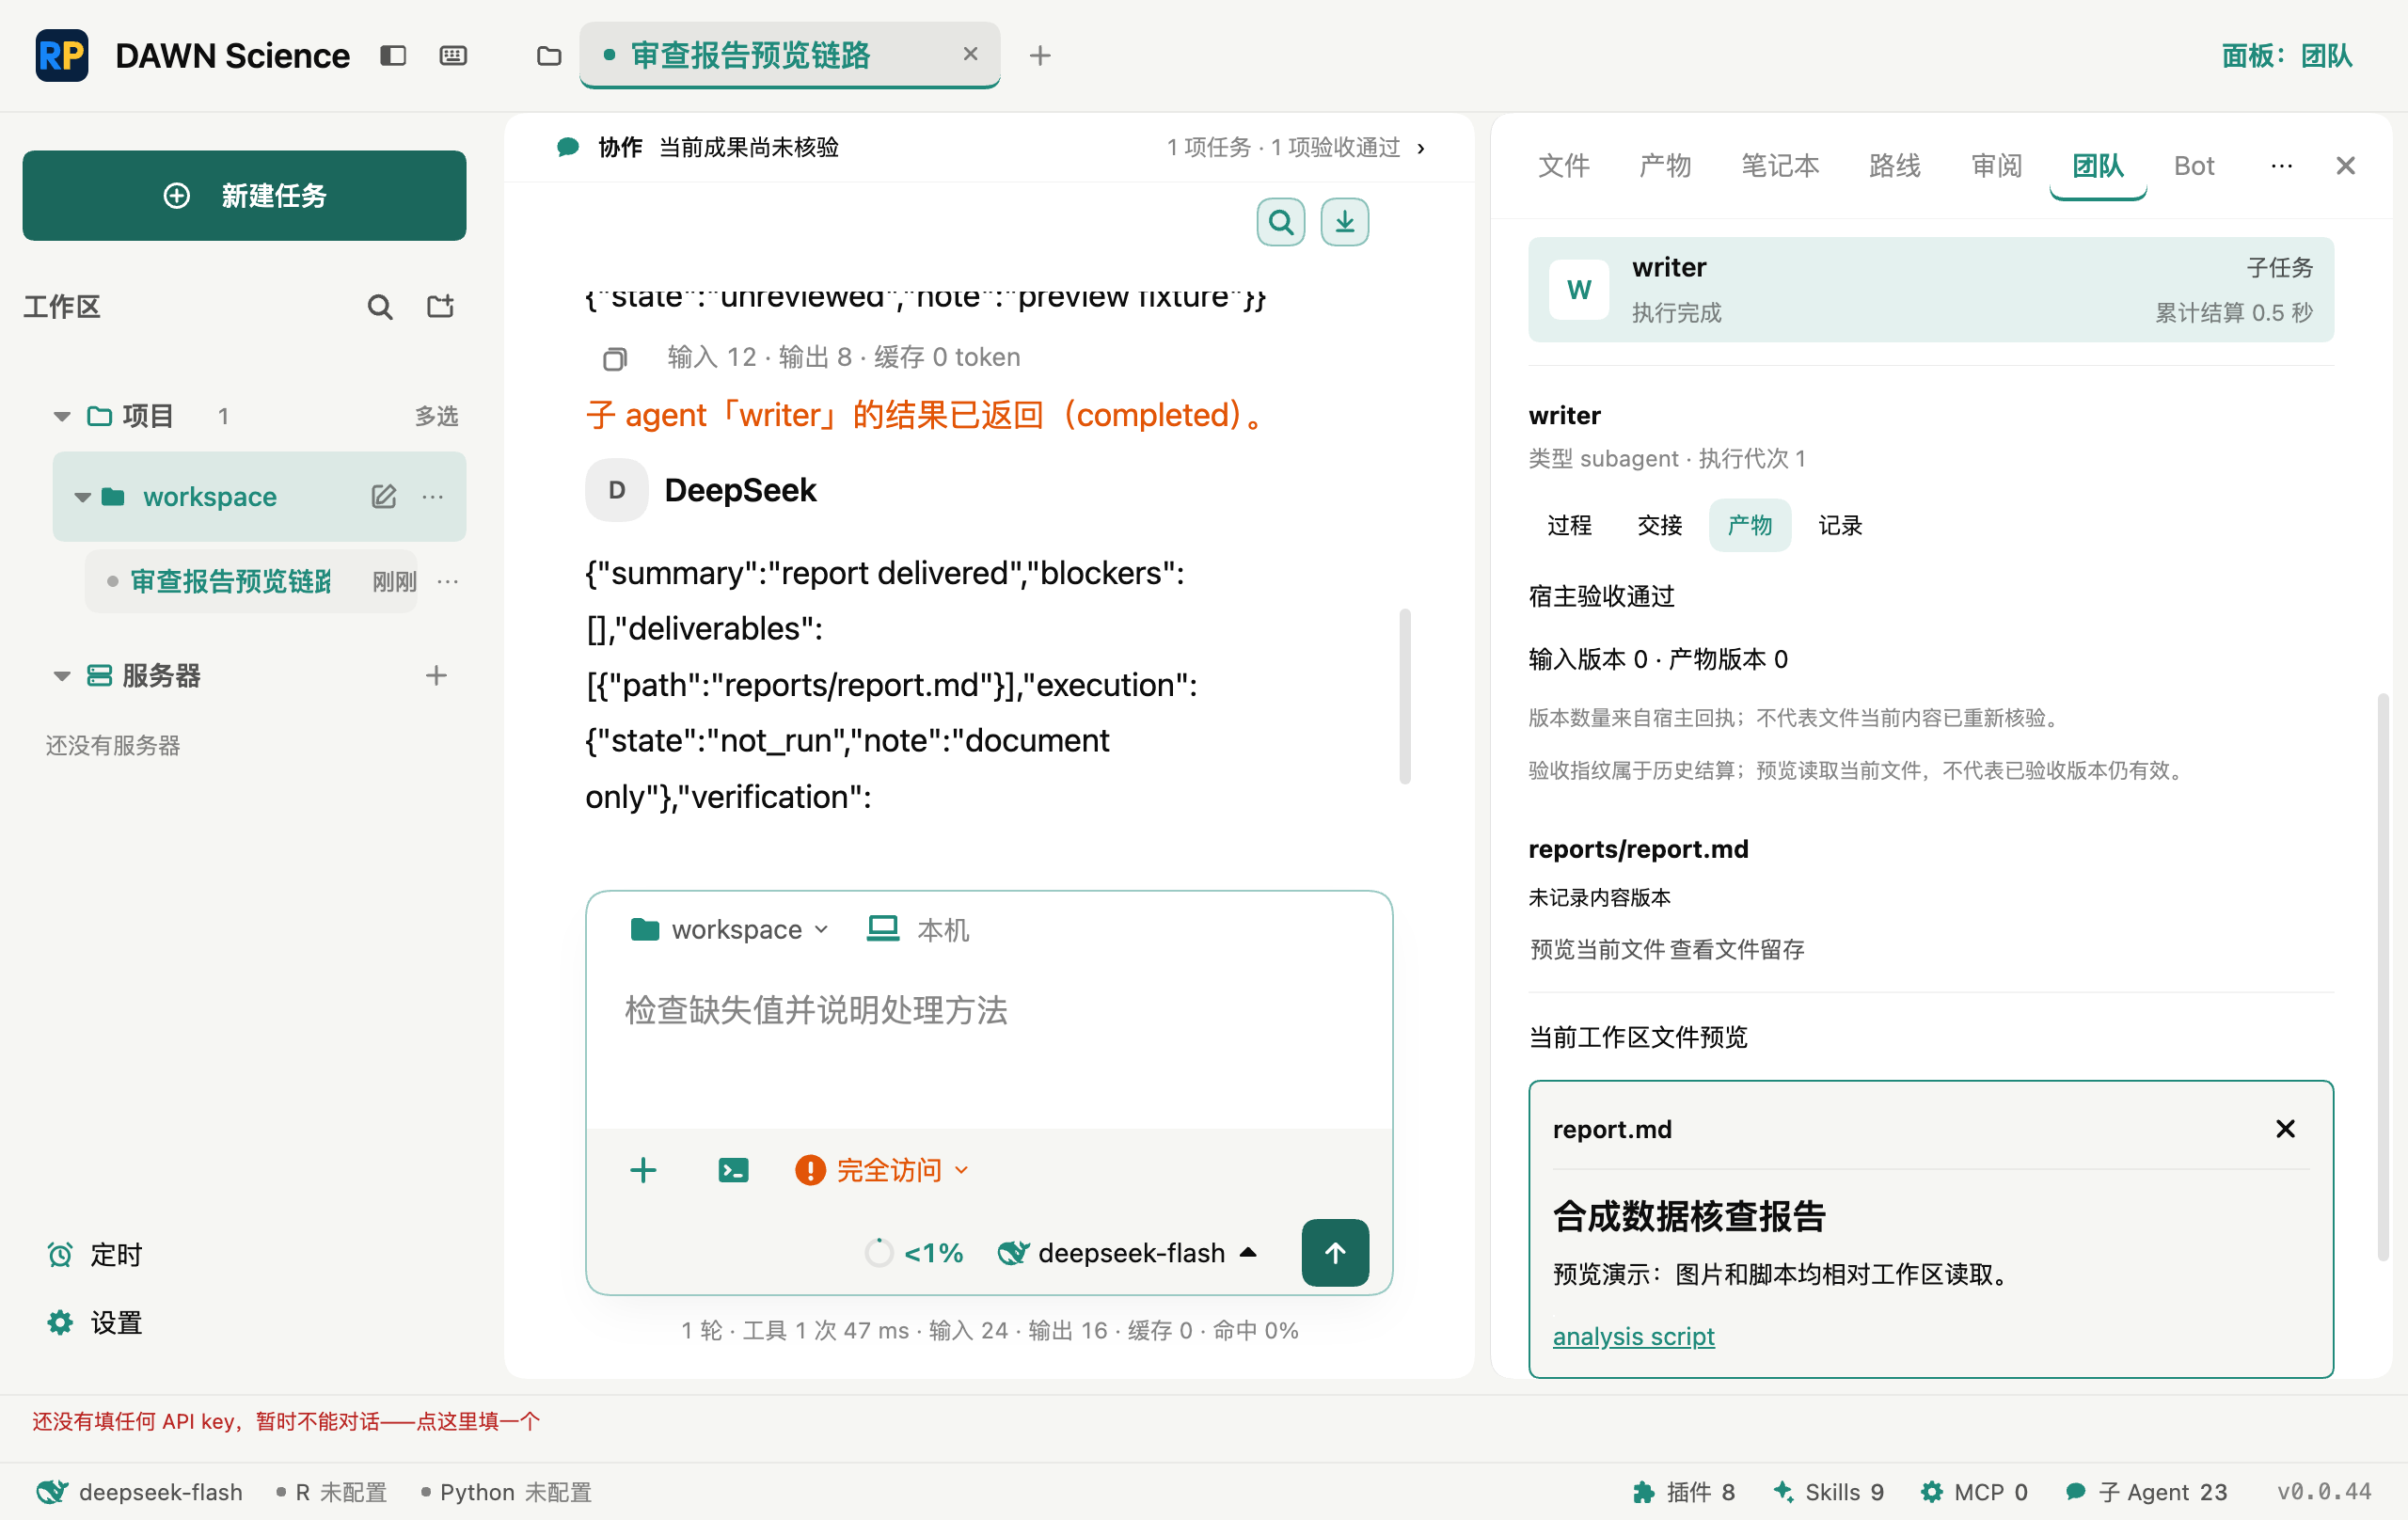 RP
DAWN Science
审查报告预览链路
面板：团队
新建任务
工作区
项目 1 多选
workspace
审查报告预览链路 刚刚
服务器
还没有服务器
定时
设置
协作 当前成果尚未核验 1 项任务 · 1 项验收通过 ›
{"state":"unreviewed","note":"preview fixture"}}
输入 12 · 输出 8 · 缓存 0 token
子 agent「writer」的结果已返回（completed）。
D DeepSeek
{"summary":"report delivered","blockers":
[],"deliverables":
[{"path":"reports/report.md"}],"execution":
{"state":"not_run","note":"document
only"},"verification":
workspace 本机
检查缺失值并说明处理方法
完全访问
<1% deepseek-flash
1 轮 · 工具 1 次 47 ms · 输入 24 · 输出 16 · 缓存 0 · 命中 0%
文件 产物 笔记本 路线 审阅 团队 Bot ···
W writer 子任务
执行完成 累计结算 0.5 秒
writer
类型 subagent · 执行代次 1
过程 交接 产物 记录
宿主验收通过
输入版本 0 · 产物版本 0
版本数量来自宿主回执；不代表文件当前内容已重新核验。
验收指纹属于历史结算；预览读取当前文件，不代表已验收版本仍有效。
reports/report.md
未记录内容版本
预览当前文件 查看文件留存
当前工作区文件预览
report.md
合成数据核查报告
预览演示：图片和脚本均相对工作区读取。
analysis script
还没有填任何 API key，暂时不能对话——点这里填一个
deepseek-flash R 未配置 Python 未配置 插件 8 Skills 9 MCP 0 子 Agent 23 v0.0.44